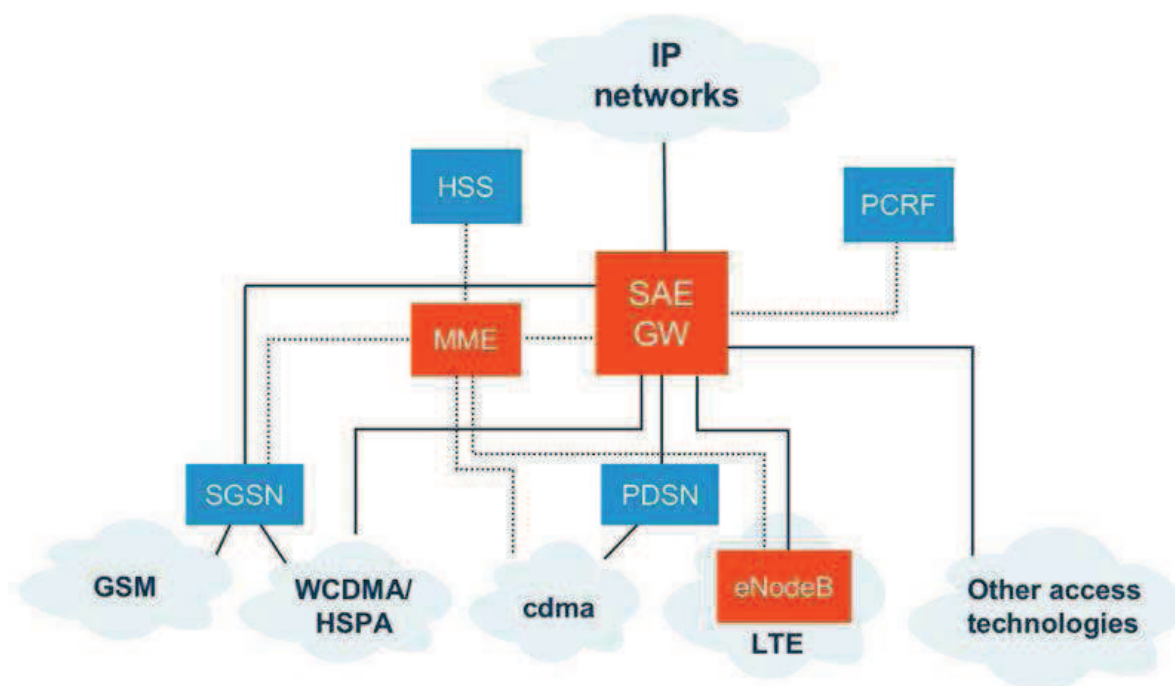 IP
networks
HSS
PCRF
SAE
GW
MME
SGSN
PDSN
GSM
WCDMA/
HSPA
cdma
eNodeB
LTE
Other access
technologies